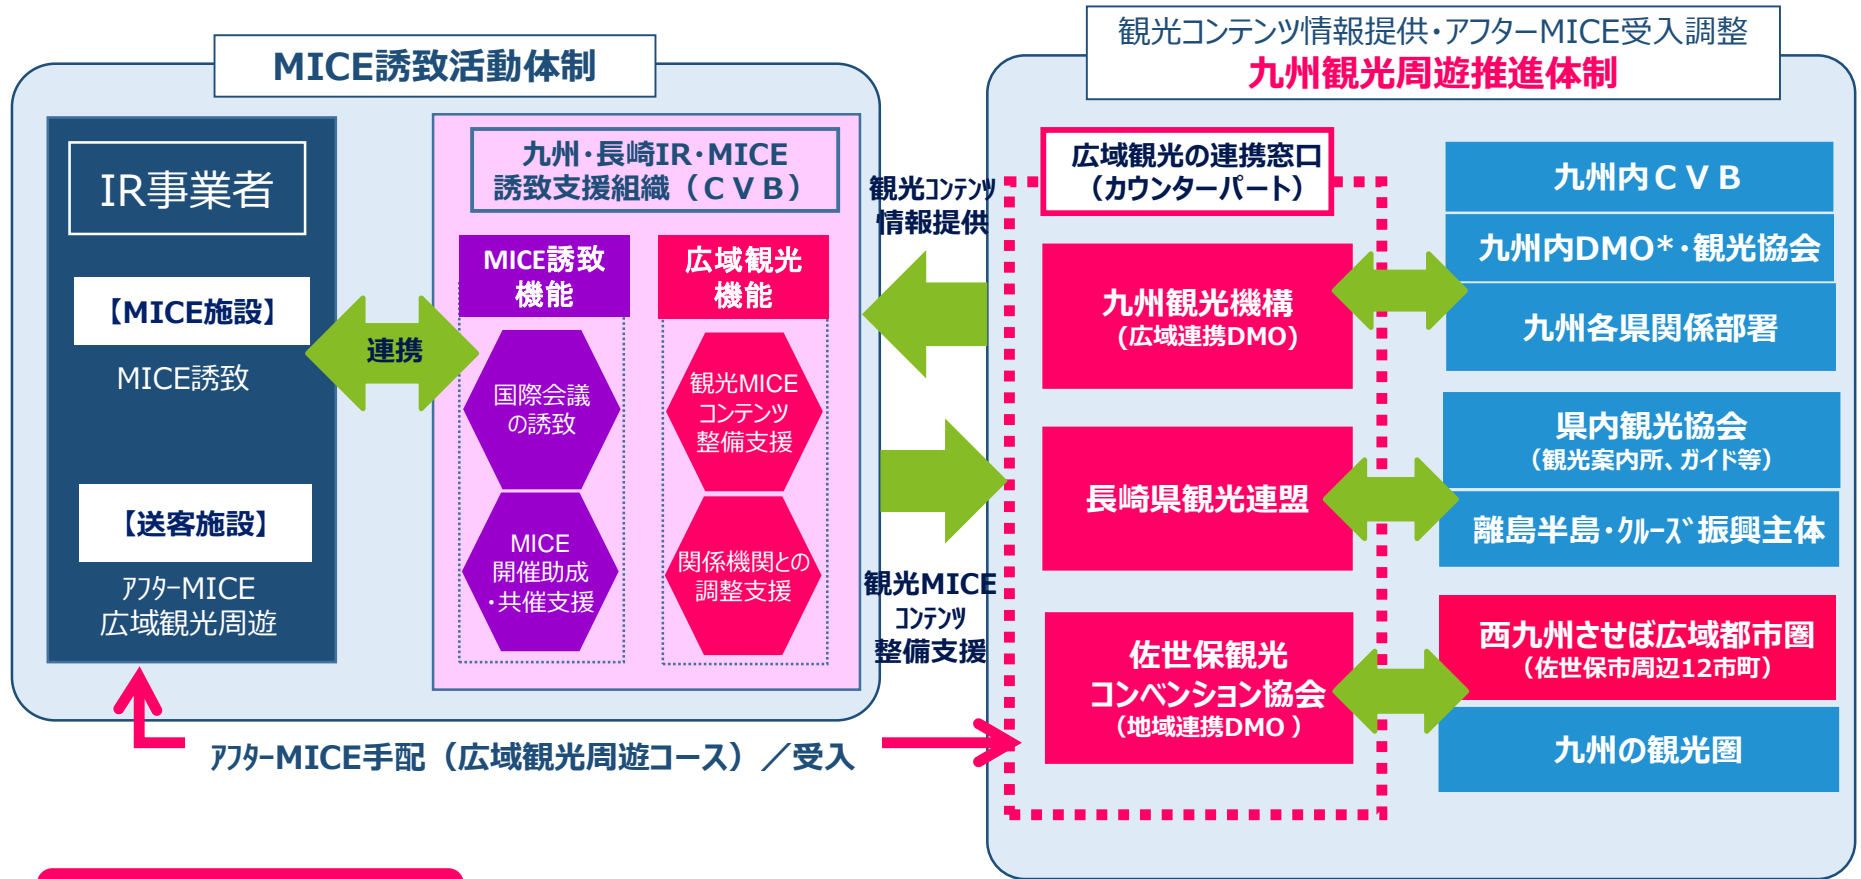 MICE誘致活動体制
IR事業者
【MICE施設】
MICE誘致
【送客施設】
ｱﾌﾀｰMICE
広域観光周遊
連携
九州・長崎IR・MICE
誘致支援組織（ＣＶＢ）
MICE誘致
機能
国際会議
の誘致
MICE
開催助成
・共催支援
広域観光
機能
観光MICE
コンテンツ
整備支援
関係機関との
調整支援
ｱﾌﾀｰMICE手配（広域観光周遊コース）／受入
観光ｺﾝﾃﾝﾂ
情報提供
観光MICE
ｺﾝﾃﾝﾂ
整備支援
観光コンテンツ情報提供・アフターMICE受入調整
九州観光周遊推進体制
広域観光の連携窓口
（カウンターパート）
九州観光機構
（広域連携DMO）
長崎県観光連盟
佐世保観光
コンベンション協会
（地域連携DMO ）
九州内ＣＶＢ
九州内DMO*・観光協会
九州各県関係部署
県内観光協会
（観光案内所、ガイド等）
離島半島・ｸﾙｰｽﾞ振興主体
西九州させぼ広域都市圏
（佐世保市周辺12市町）
九州の観光圏